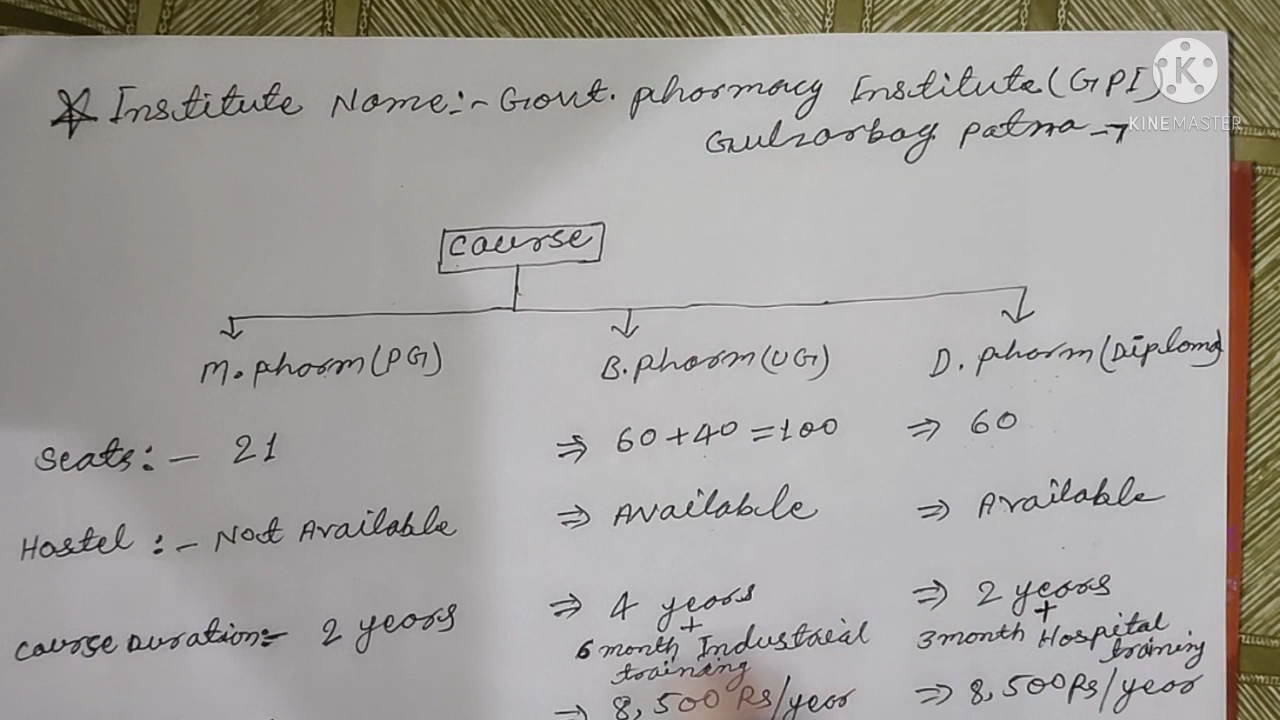 Institute Name:- Govt. Pharmacy Institute (GPI)
Gulzarbag Patna-7
KINEMASTER
course
M. Pharm (PG) B. Pharm (UG) D. Pharm (Diploma)
Seats:- 21 ⇒ 60+40=100 ⇒ 60
Hostel:- Not Available ⇒ Available ⇒ Available
Course Duration:- 2 years ⇒ 4 years ⇒ 2 years
+ +
6 month Industrial 3 month Hospital
training training
⇒ 8,500 Rs/year ⇒ 8,500 Rs/year